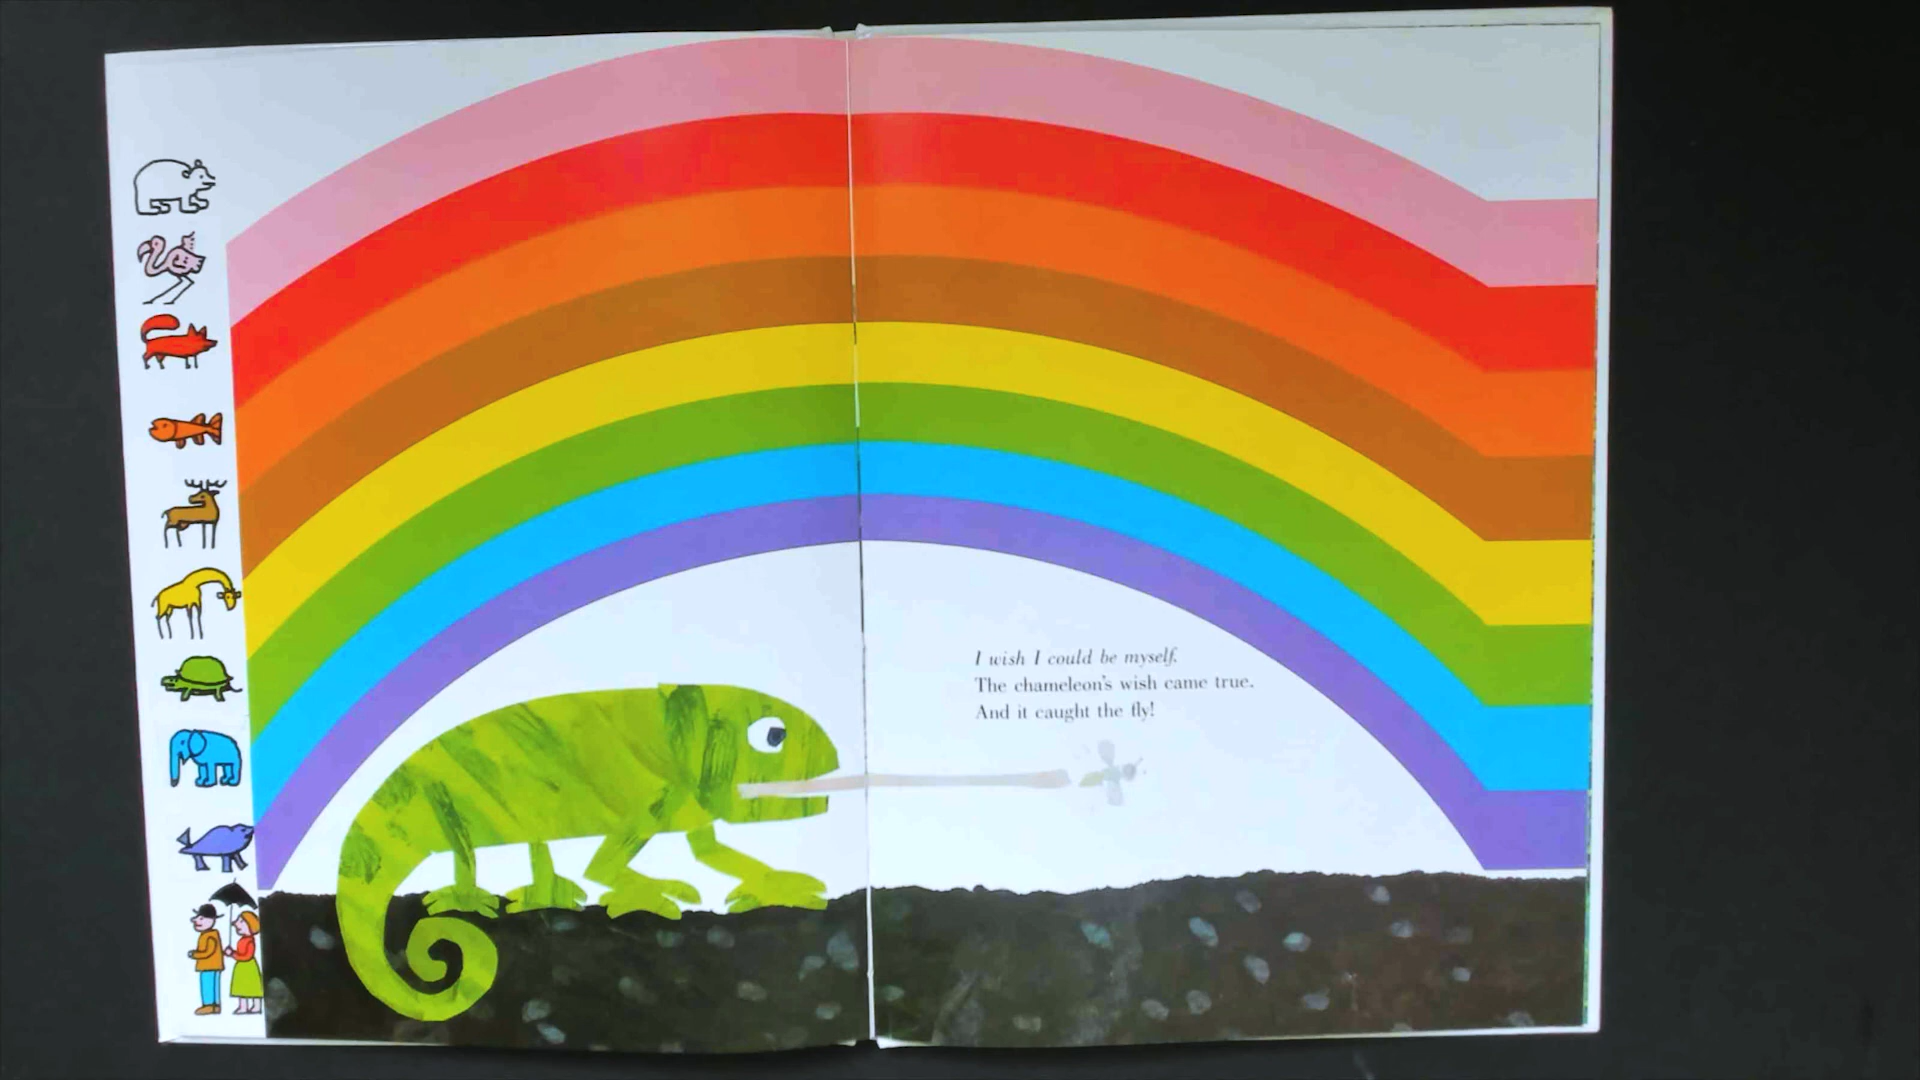 I wish I could be myself.
The chameleon's wish came true.
And it caught the fly!